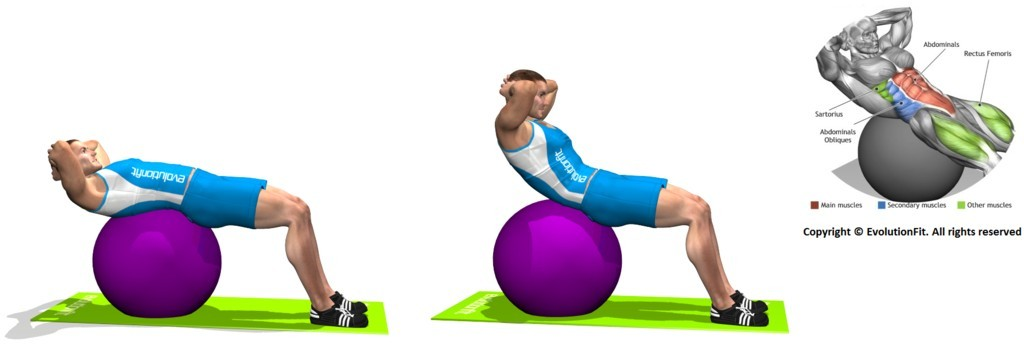 evolutionfit
evolutionfit
Abdominals
Rectus Femoris
Sartorius
Abdominals
Obliques
Main muscles
Secondary muscles
Other muscles
Copyright © EvolutionFit. All rights reserved